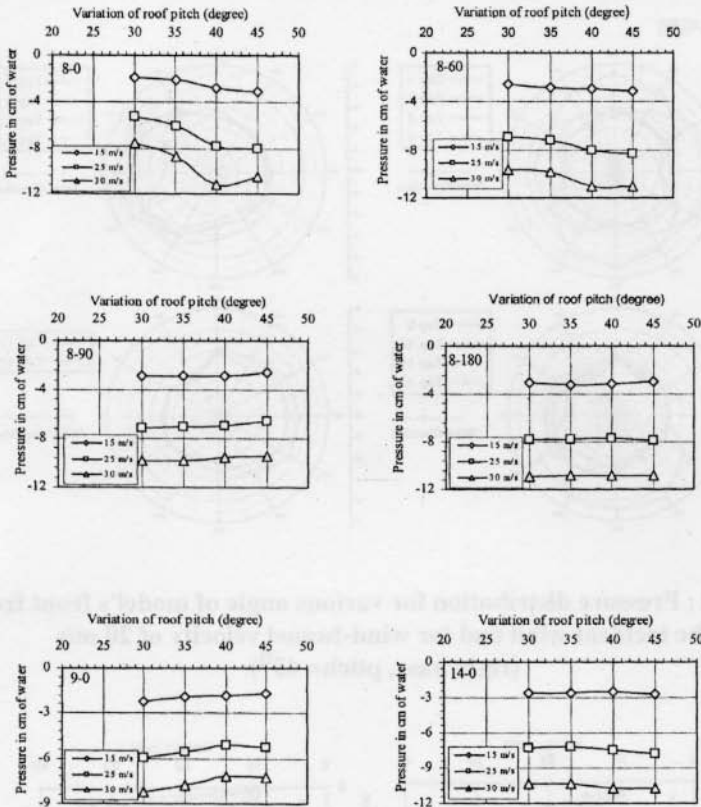 Variation of roof pitch (degree)
20 30 40 50
0
-4
-8
-12
Pressure in cm of water
8-0
15 m/s
25 m/s
30 m/s
Variation of roof pitch (degree)
20 30 40 50
0
-4
-8
-12
Pressure in cm of water
8-60
15 m/s
25 m/s
30 m/s
Variation of roof pitch (degree)
20 25 30 35 40 45 50
0
-4
-8
-12
Pressure in cm of water
8-90
15 m/s
25 m/s
30 m/s
Variation of roof pitch (degree)
20 25 30 35 40 45 50
0
-4
-8
-12
Pressure in cm of water
8-180
15 m/s
25 m/s
30 m/s
Variation of roof pitch (degree)
20 25 30 35 40 45 50
0
-3
-6
-9
Pressure in cm of water
9-0
15 m/s
25 m/s
30 m/s
Variation of roof pitch (degree)
20 25 30 35 40 45 50
0
-3
-6
-9
-12
Pressure in cm of water
14-0
15 m/s
25 m/s
30 m/s